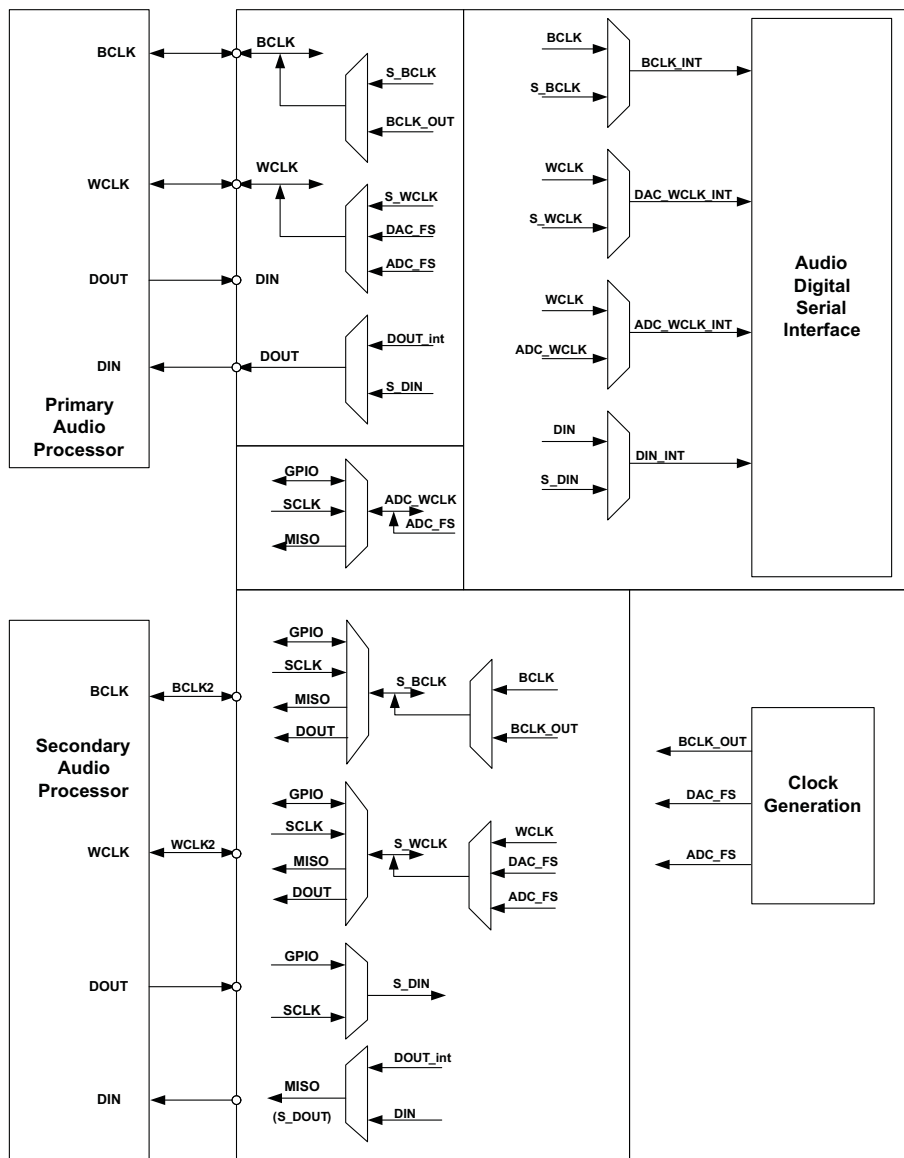 BCLK
BCLK
S_BCLK
BCLK_OUT
WCLK
WCLK
S_WCLK
DAC_FS
ADC_FS
DOUT
DIN
DIN
DOUT
DOUT_int
S_DIN
Primary
Audio
Processor
BCLK
S_BCLK
BCLK_INT
WCLK
S_WCLK
DAC_WCLK_INT
WCLK
ADC_WCLK
ADC_WCLK_INT
DIN
S_DIN
DIN_INT
Audio
Digital
Serial
Interface
GPIO
SCLK
MISO
ADC_WCLK
ADC_FS
Secondary
Audio
Processor
BCLK
BCLK2
GPIO
SCLK
MISO
DOUT
S_BCLK
BCLK
BCLK_OUT
WCLK
WCLK2
GPIO
SCLK
MISO
DOUT
S_WCLK
WCLK
DAC_FS
ADC_FS
DOUT
GPIO
SCLK
S_DIN
DIN
MISO
(S_DOUT)
DOUT_int
DIN
BCLK_OUT
DAC_FS
ADC_FS
Clock
Generation